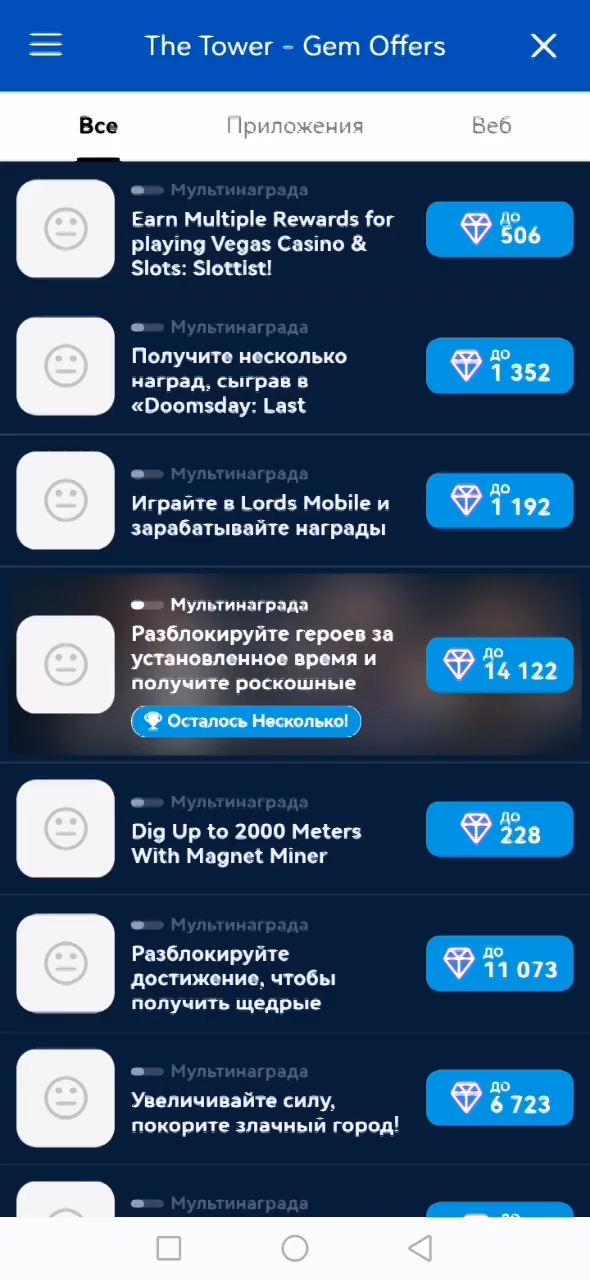 The Tower - Gem Offers
Все
Приложения
Веб
Мультинаграда
Earn Multiple Rewards for
playing Vegas Casino &
Slots: Slottist!
до
506
Мультинаграда
Получите несколько
наград, сыграв в
«Doomsday: Last
до
1 352
Мультинаграда
Играйте в Lords Mobile и
зарабатывайте награды
до
1 192
Мультинаграда
Разблокируйте героев за
установленное время и
получите роскошные
Осталось Несколько!
до
14 122
Мультинаграда
Dig Up to 2000 Meters
With Magnet Miner
до
228
Мультинаграда
Разблокируйте
достижение, чтобы
получить щедрые
до
11 073
Мультинаграда
Увеличивайте силу,
покорите злачный город!
до
6 723
Мультинаграда
до